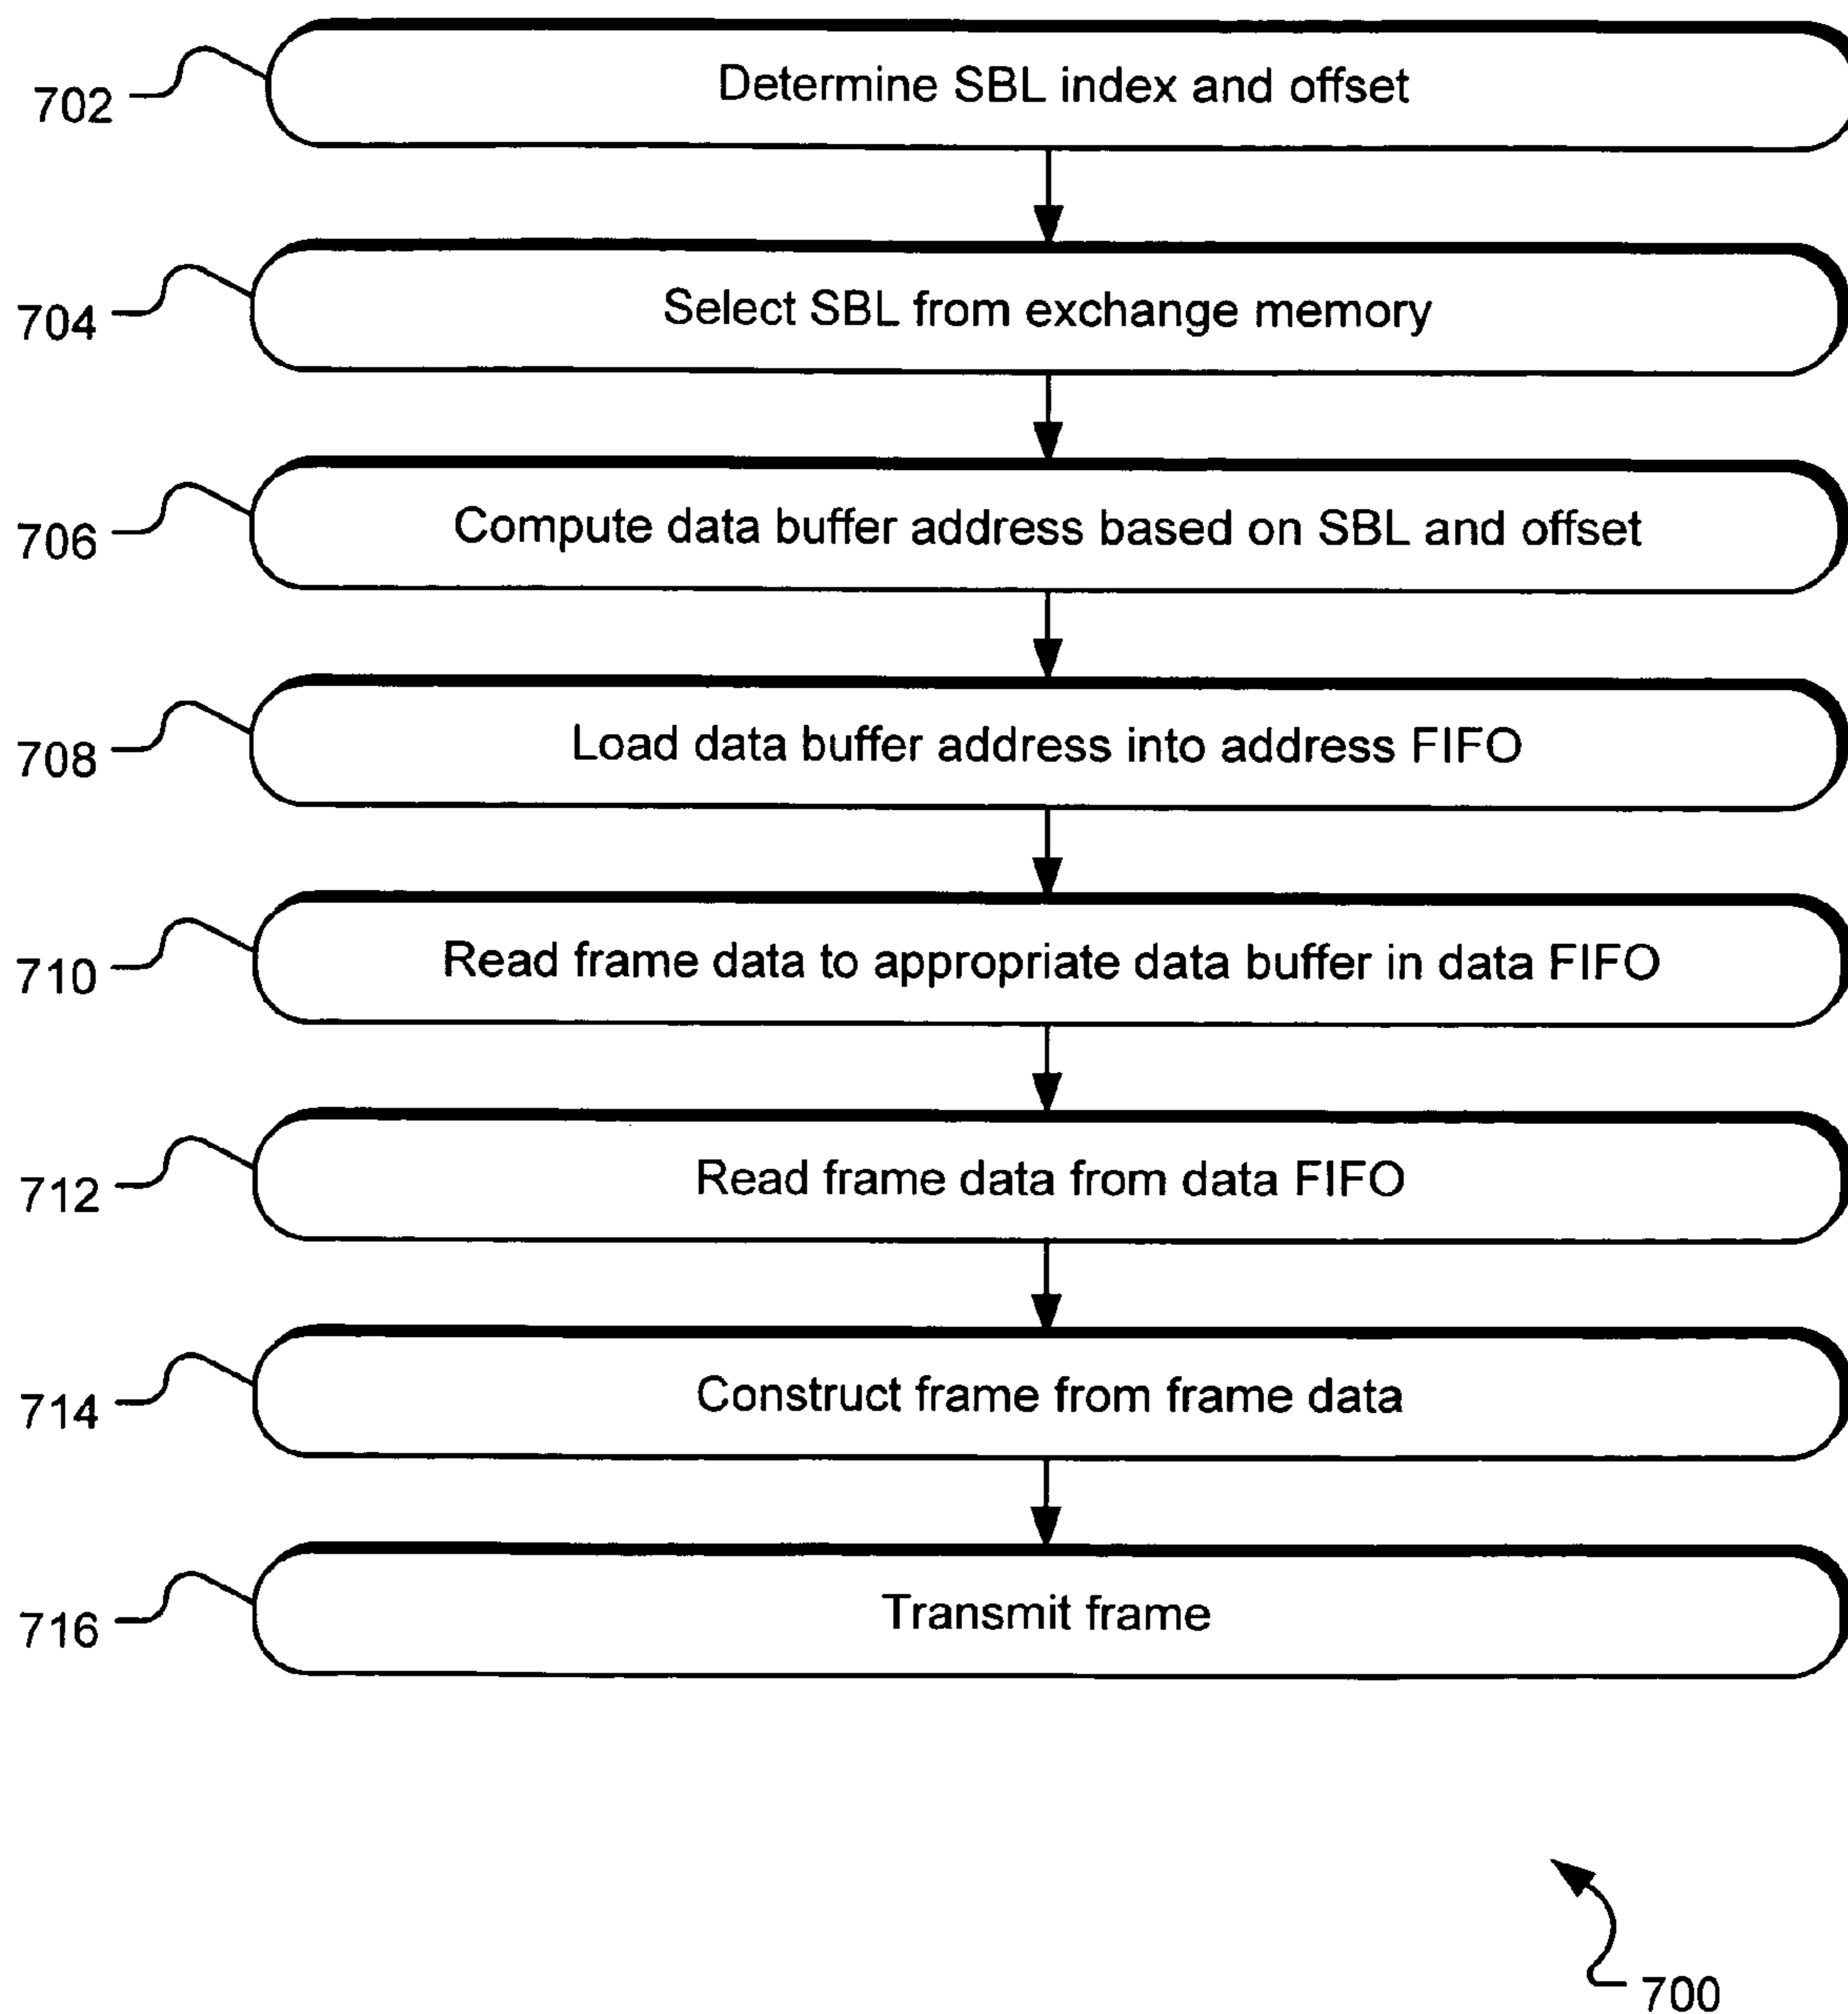 702 Determine SBL index and offset
704 Select SBL from exchange memory
706 Compute data buffer address based on SBL and offset
708 Load data buffer address into address FIFO
710 Read frame data to appropriate data buffer in data FIFO
712 Read frame data from data FIFO
714 Construct frame from frame data
716 Transmit frame
700